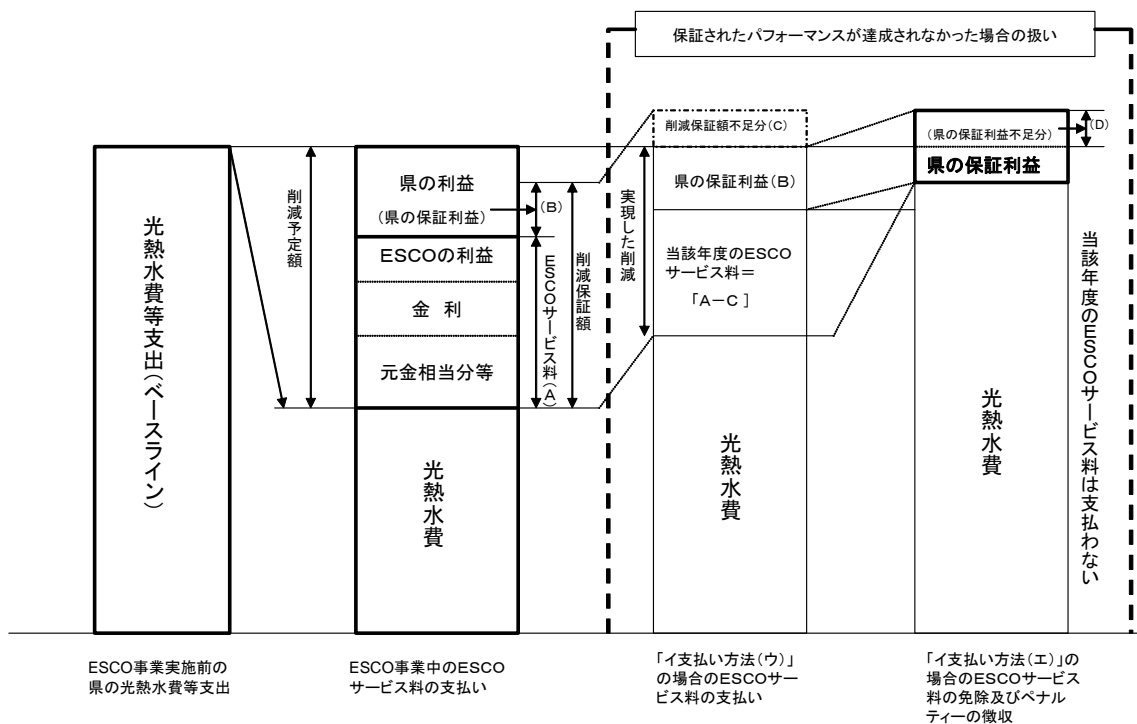 保証されたパフォーマンスが達成されなかった場合の扱い
光熱水費等支出(ベースライン)
削減予定額
県の利益
(県の保証利益)
(B)
ESCOの利益
金 利
元金相当分等
ESCOサービス料(A)
削減保証額
光熱水費
削減保証額不足分(C)
実現した削減
県の保証利益(B)
当該年度のESCO
サービス料=
「A-C ]
光熱水費
(県の保証利益不足分)
(D)
県の保証利益
光熱水費
当該年度のESCOサービス料は支払わない
ESCO事業実施前の
県の光熱水費等支出
ESCO事業中のESCO
サービス料の支払い
「イ支払い方法(ウ)」
の場合のESCOサー
ビス料の支払い
「イ支払い方法(エ)」の
場合のESCOサービス
料の免除及びペナル
ティーの徴収